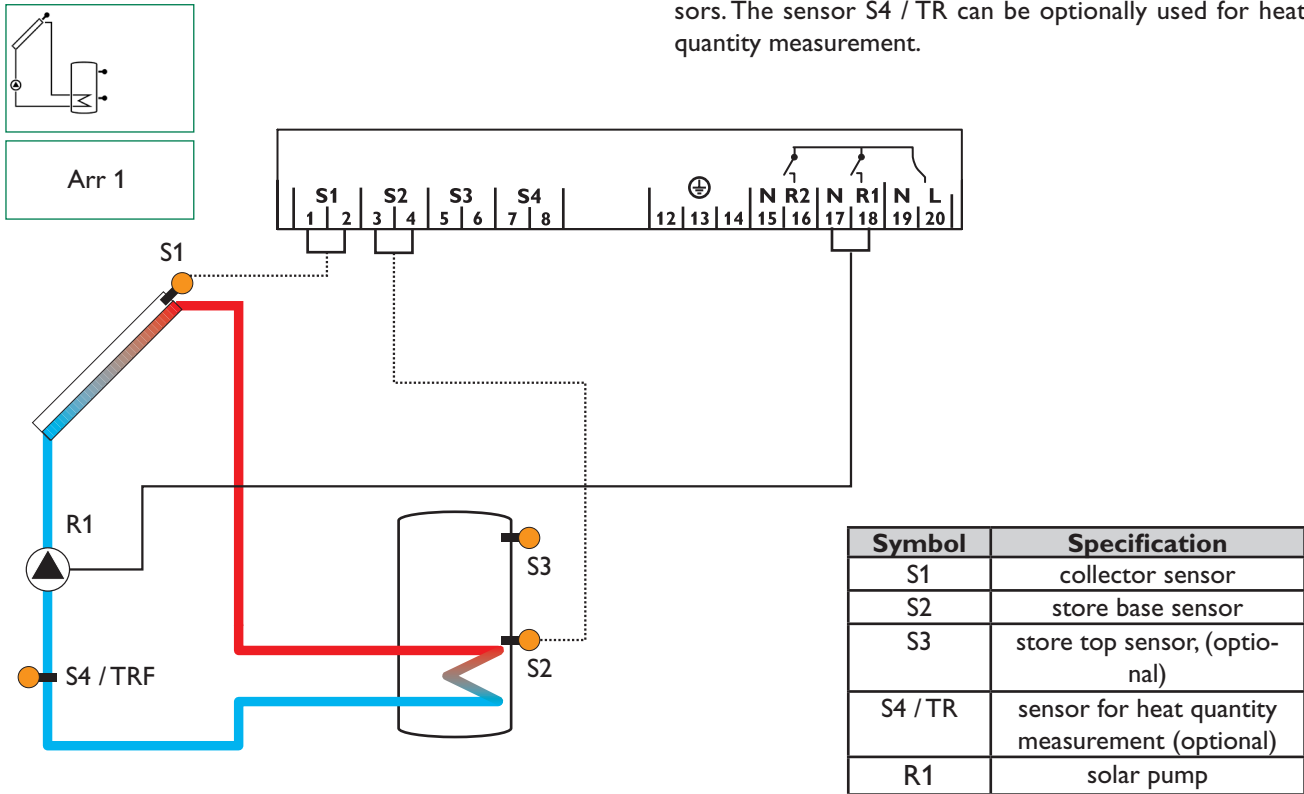 sors. The sensor S4 / TR can be optionally used for heat
quantity measurement.
Arr 1
S1 S2 S3 S4 N R2 N R1 N L
1 2 3 4 5 6 7 8 12 13 14 15 16 17 18 19 20
S1
R1
S3
S2
S4 / TRF
Symbol Specification
S1 collector sensor
S2 store base sensor
S3 store top sensor, (optio-
nal)
S4 / TR sensor for heat quantity
measurement (optional)
R1 solar pump